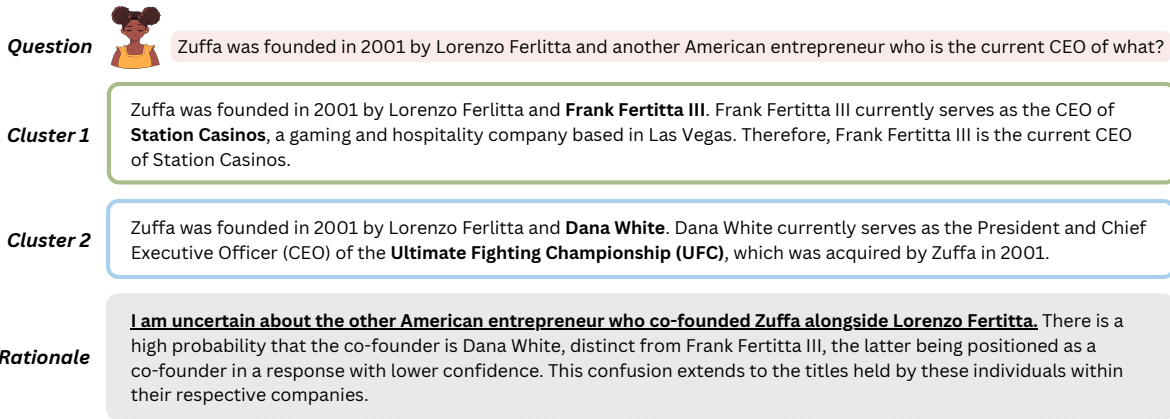 Question
Zuffa was founded in 2001 by Lorenzo Ferlitta and another American entrepreneur who is the current CEO of what?
Cluster 1
Zuffa was founded in 2001 by Lorenzo Ferlitta and Frank Fertitta III. Frank Fertitta III currently serves as the CEO of
Station Casinos, a gaming and hospitality company based in Las Vegas. Therefore, Frank Fertitta III is the current CEO
of Station Casinos.
Cluster 2
Zuffa was founded in 2001 by Lorenzo Ferlitta and Dana White. Dana White currently serves as the President and Chief
Executive Officer (CEO) of the Ultimate Fighting Championship (UFC), which was acquired by Zuffa in 2001.
Rationale
I am uncertain about the other American entrepreneur who co-founded Zuffa alongside Lorenzo Fertitta. There is a
high probability that the co-founder is Dana White, distinct from Frank Fertitta III, the latter being positioned as a
co-founder in a response with lower confidence. This confusion extends to the titles held by these individuals within
their respective companies.